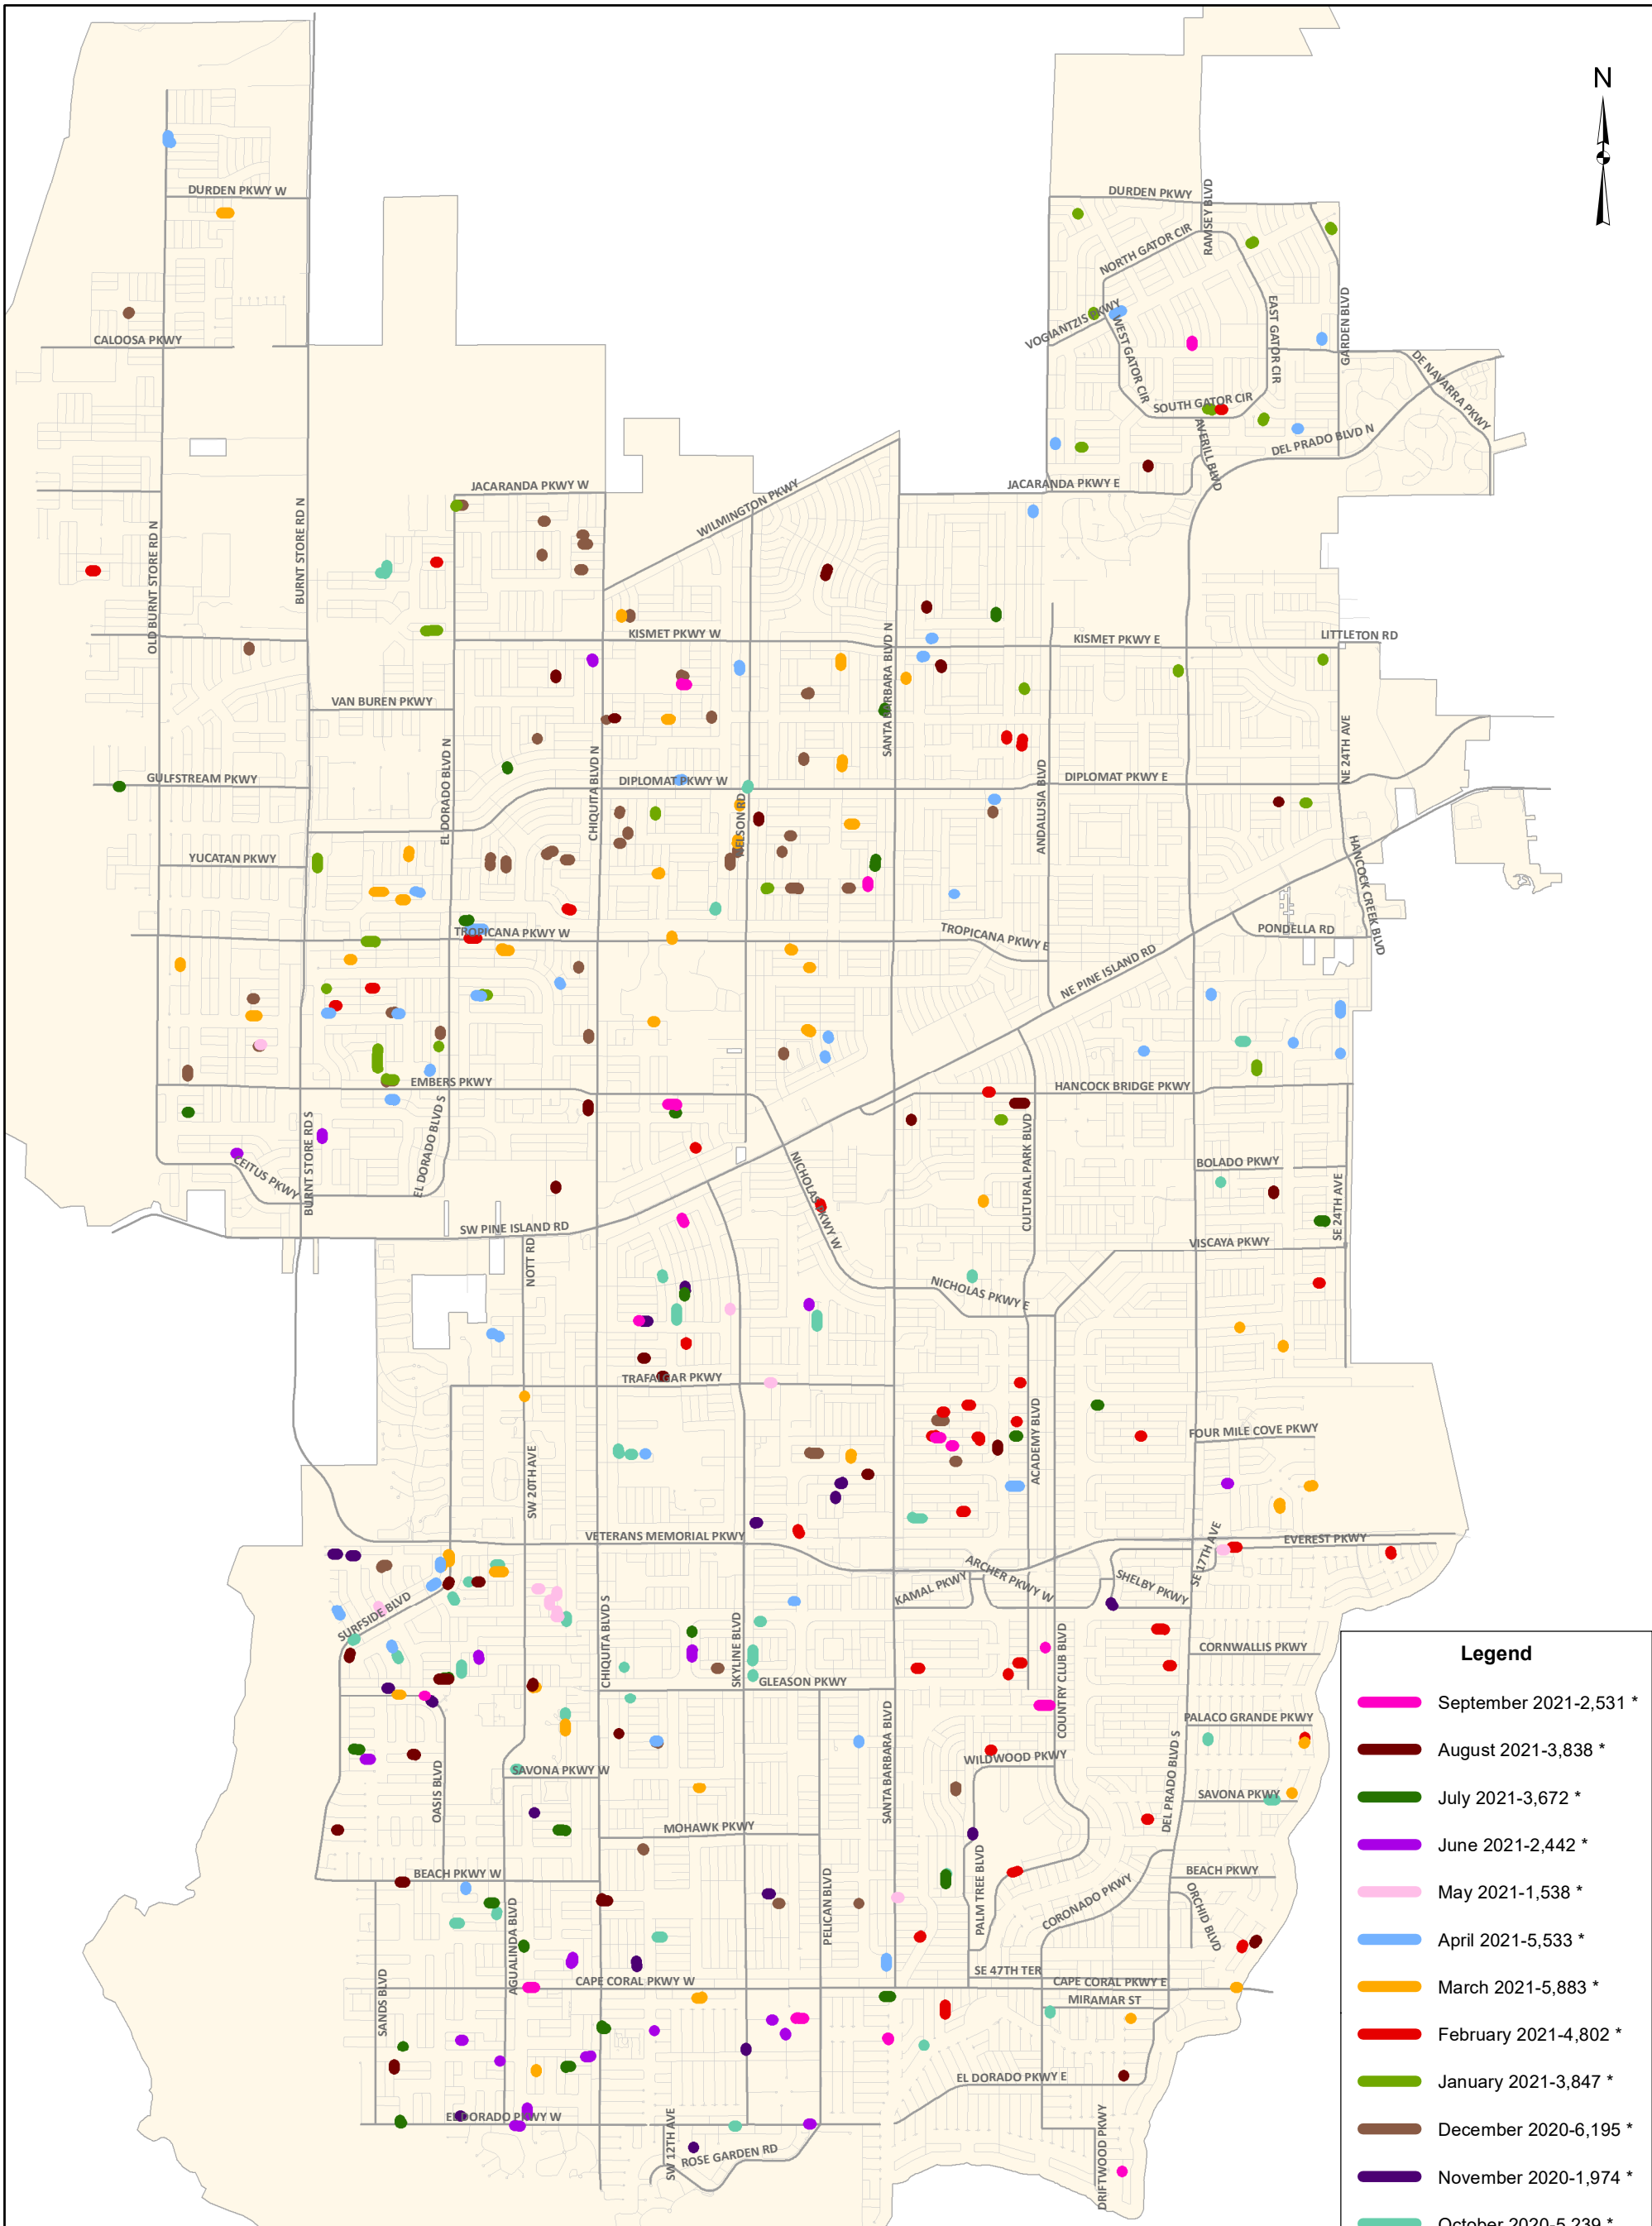 N
DURDEN PKWY W
DURDEN PKWY
RAMSEY BLVD
NORTH GATOR CIR
EAST GATOR CIR
GARDEN BLVD
VOGIANTZIS PKWY
WEST GATOR CIR
CALOOSA PKWY
DE NAVARRA PKWY
SOUTH GATOR CIR
AVERILL BLVD
DEL PRADO BLVD N
JACARANDA PKWY W
JACARANDA PKWY E
WILMINGTON PKWY
OLD BURNT STORE RD N
BURNT STORE RD N
KISMET PKWY W
KISMET PKWY E
LITTLETON RD
SANTA BARBARA BLVD N
VAN BUREN PKWY
EL DORADO BLVD N
CHIQUITA BLVD N
NE 24TH AVE
GULFSTREAM PKWY
DIPLOMAT PKWY W
DIPLOMAT PKWY E
NELSON RD
ANDALUSIA BLVD
YUCATAN PKWY
HANCOCK CREEK BLVD
TROPICANA PKWY W
TROPICANA PKWY E
PONDELLA RD
NE PINE ISLAND RD
EMBERS PKWY
HANCOCK BRIDGE PKWY
BURNT STORE RD S
EL DORADO BLVD S
CEITUS PKWY
NICHOLAS PKWY W
CULTURAL PARK BLVD
BOLADO PKWY
SE 24TH AVE
SW PINE ISLAND RD
VISCAYA PKWY
NOTT RD
NICHOLAS PKWY E
TRAFALGAR PKWY
ACADEMY BLVD
FOUR MILE COVE PKWY
SW 20TH AVE
VETERANS MEMORIAL PKWY
EVEREST PKWY
SE 17TH AVE
ARCHER PKWY W
KAMAL PKWY
SHELBY PKWY
SURFSIDE BLVD
CHIQUITA BLVD S
SKYLINE BLVD
COUNTRY CLUB BLVD
CORNWALLIS PKWY
GLEASON PKWY
SANTA BARBARA BLVD
PALACO GRANDE PKWY
WILDWOOD PKWY
DEL PRADO BLVD S
SAVONA PKWY W
SAVONA PKWY
OASIS BLVD
MOHAWK PKWY
BEACH PKWY W
BEACH PKWY
PELICAN BLVD
PALM TREE BLVD
CORONADO PKWY
ORCHID BLVD
AGUALINDA BLVD
SE 47TH TER
CAPE CORAL PKWY W
CAPE CORAL PKWY E
MIRAMAR ST
SANDS BLVD
EL DORADO PKWY E
EL DORADO PKWY W
SW 12TH AVE
ROSE GARDEN RD
DRIFTWOOD PKWY
Legend
September 2021-2,531 *
August 2021-3,838 *
July 2021-3,672 *
June 2021-2,442 *
May 2021-1,538 *
April 2021-5,533 *
March 2021-5,883 *
February 2021-4,802 *
January 2021-3,847 *
December 2020-6,195 *
November 2020-1,974 *
October 2020-5,239 *